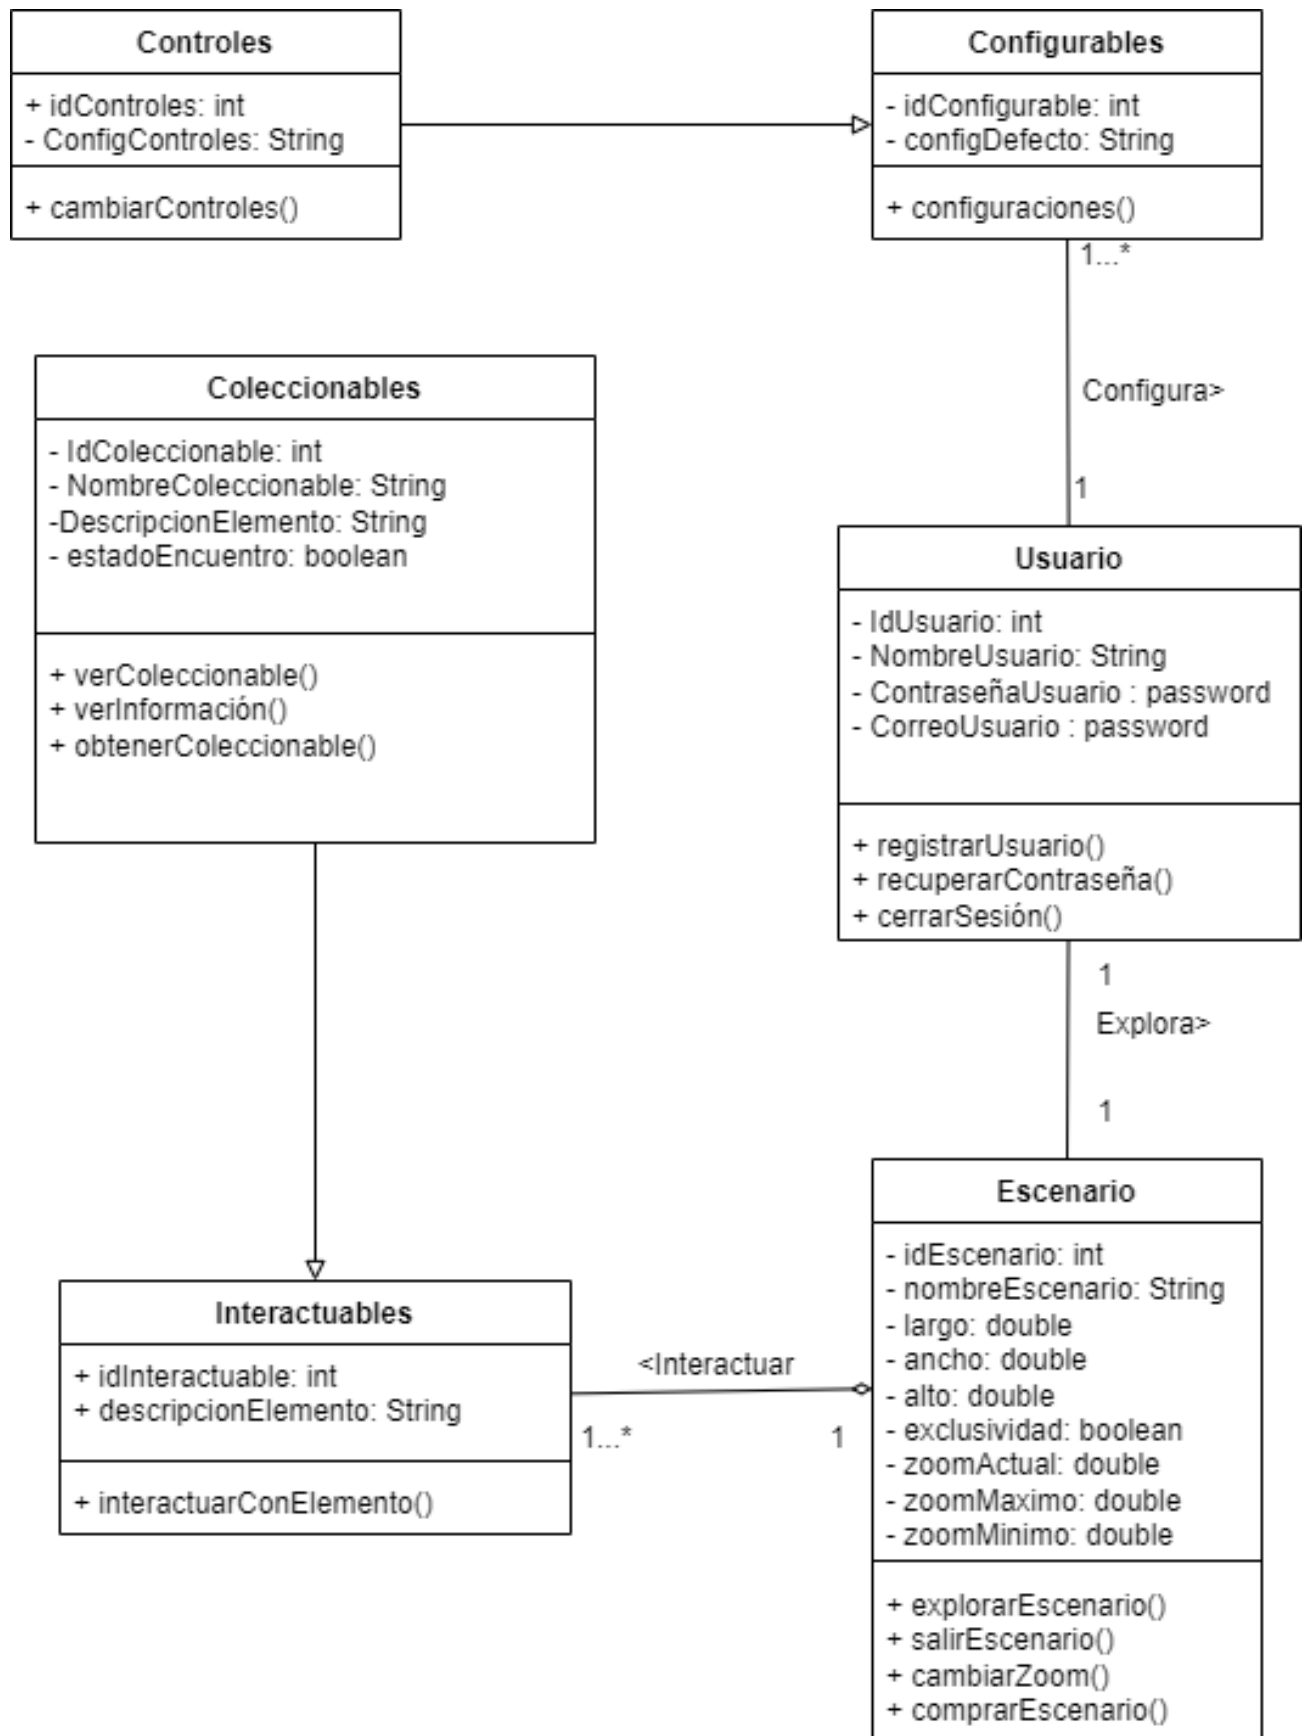 Controles
+ idControles: int
- ConfigControles: String
+ cambiarControles()
Configurables
- idConfigurable: int
- configDefecto: String
+ configuraciones()
1...*
Configura>
1
Coleccionables
- IdColeccionable: int
- NombreColeccionable: String
-DescripcionElemento: String
- estadoEncuentro: boolean
+ verColeccionable()
+ verInformación()
+ obtenerColeccionable()
Usuario
- IdUsuario: int
- NombreUsuario: String
- ContraseñaUsuario : password
- CorreoUsuario : password
+ registrarUsuario()
+ recuperarContraseña()
+ cerrarSesión()
1
Explora>
1
Interactuables
+ idInteractuable: int
+ descripcionElemento: String
+ interactuarConElemento()
<Interactuar
1...*
1
Escenario
- idEscenario: int
- nombreEscenario: String
- largo: double
- ancho: double
- alto: double
- exclusividad: boolean
- zoomActual: double
- zoomMaximo: double
- zoomMinimo: double
+ explorarEscenario()
+ salirEscenario()
+ cambiarZoom()
+ comprarEscenario()